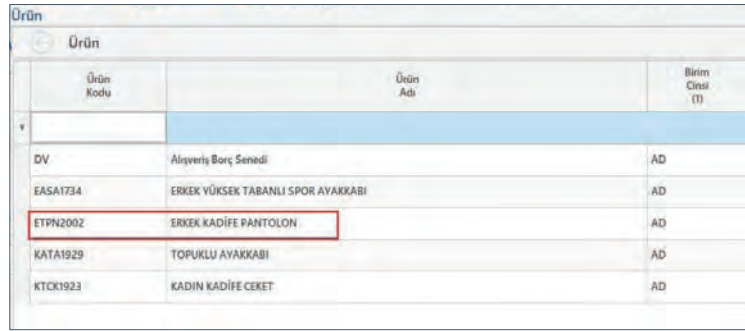 Ürün
Ürün
Ürün Kodu
Ürün Adı
Birim Cinsi (1)
DV Alışveriş Borç Senedi AD
EASA1734 ERKEK YÜKSEK TABANLI SPOR AYAKKABI AD
ETPN2002 ERKEK KADİFE PANTOLON AD
KATA1929 TOPUKLU AYAKKABI AD
KTCK1923 KADIN KADİFE CEKET AD